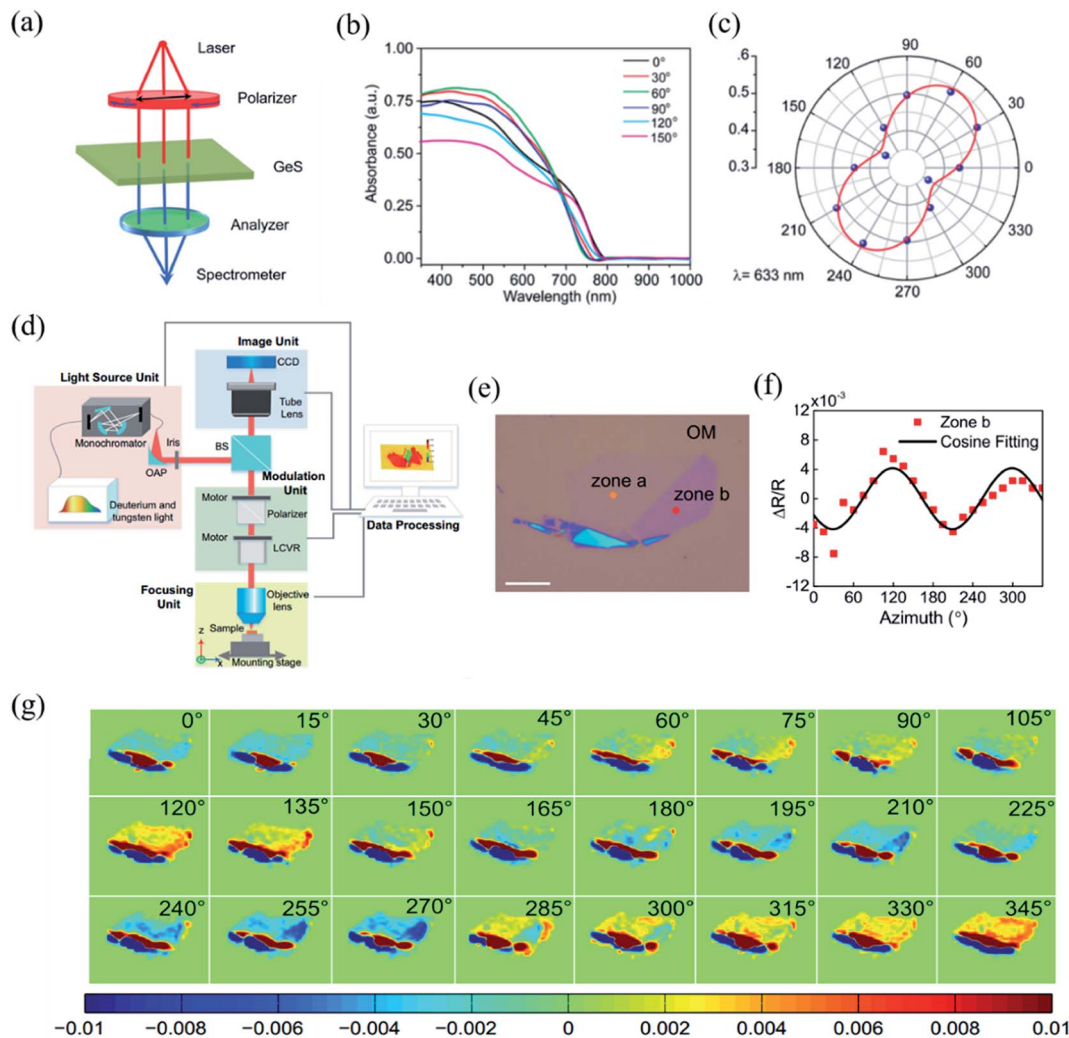 (a)
Laser
Polarizer
GeS
Analyzer
Spectrometer
(b)
1.00
0.75
0.50
0.25
0.00
Absorbance (a.u.)
0°
30°
60°
90°
120°
150°
400 500 600 700 800 900 1000
Wavelength (nm)
(c)
.6
0.5
0.4
0.3
90
120 60
150 30
180 0
330
240 300
270
λ= 633 nm
(d)
Light Source Unit
Monochromator
Iris
OAP
Deuterium and
tungsten light
Image Unit
CCD
Tube
Lens
BS
Modulation
Unit
Motor
Polarizer
Motor
LCVR
Data Processing
Focusing
Unit
Objective
lens
Sample
z
x
Mounting stage
(e)
OM
zone a
zone b
(f)
×10⁻³
12
8
4
0
-4
-8
-12
ΔR/R
Zone b
Cosine Fitting
0 60 120 180 240 300
Azimuth (°)
(g)
0° 15° 30° 45° 60° 75° 90° 105°
120° 135° 150° 165° 180° 195° 210° 225°
240° 255° 270° 285° 300° 315° 330° 345°
−0.01 −0.008 −0.006 −0.004 −0.002 0 0.002 0.004 0.006 0.008 0.01